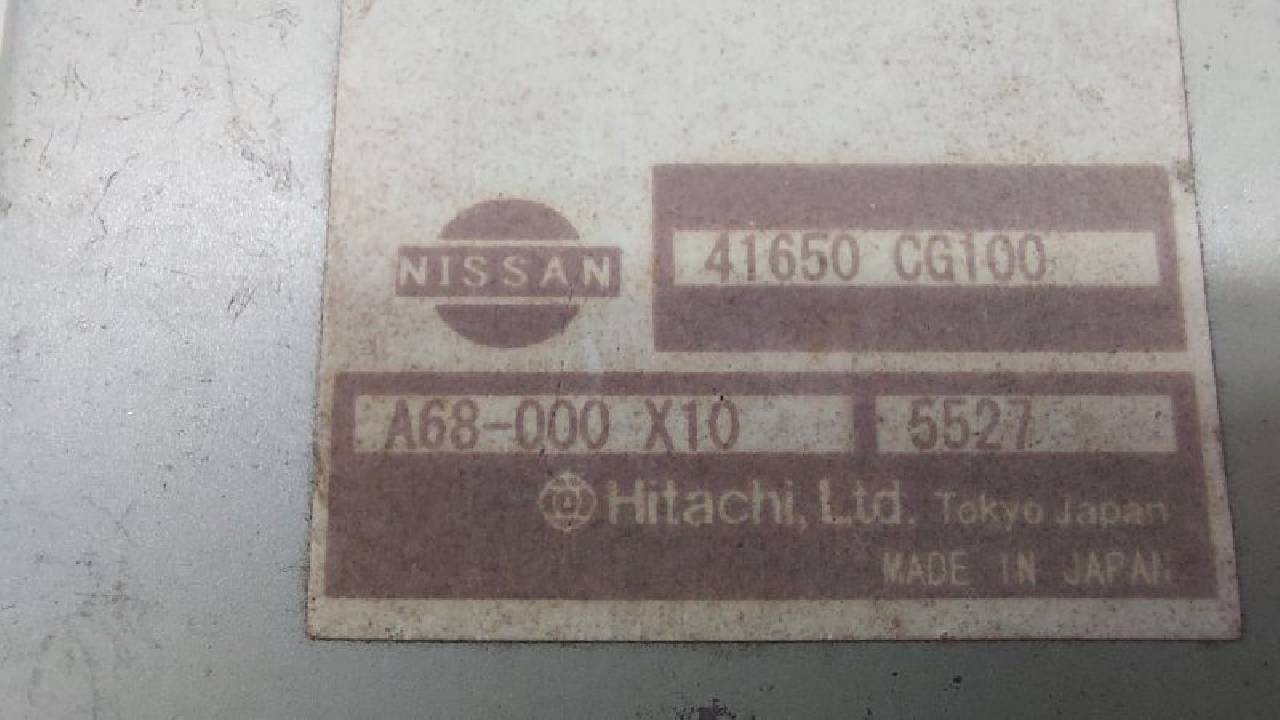 NISSAN
41650 CG100
A68-000 X10 5527
Hitachi, Ltd. Tokyo Japan
MADE IN JAPAN